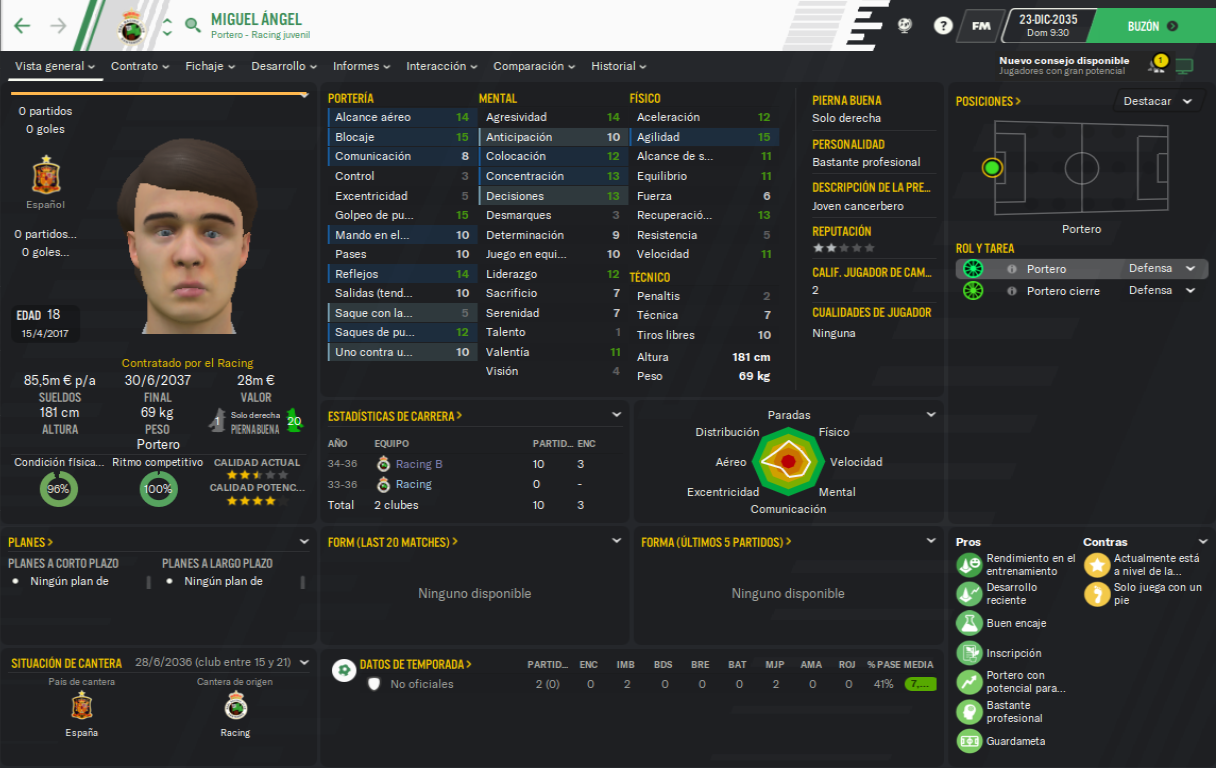 MIGUEL ÁNGEL
Portero - Racing juvenil
FM
23-DIC-2035
Dom 9:30
BUZÓN
Vista general
Contrato
Fichaje
Desarrollo
Informes
Interacción
Comparación
Historial
Nuevo consejo disponible
Jugadores con gran potencial
1
0 partidos
0 goles
Español
0 partidos...
0 goles...
EDAD 18
15/4/2017
Contratado por el Racing
85,5m € p/a
SUELDOS
30/6/2037
FINAL
28m €
VALOR
181 cm
ALTURA
69 kg
PESO
1
Solo derecha
PIERNA BUENA
20
Portero
Condición física...
96%
Ritmo competitivo
100%
CALIDAD ACTUAL
CALIDAD POTENC...
PORTERÍA
Alcance aéreo 14
Blocaje 15
Comunicación 8
Control 3
Excentricidad 5
Golpeo de pu... 15
Mando en el... 10
Pases 10
Reflejos 14
Salidas (tend... 10
Saque con la... 5
Saques de pu... 12
Uno contra u... 10
MENTAL
Agresividad 14
Anticipación 10
Colocación 12
Concentración 13
Decisiones 13
Desmarques 3
Determinación 9
Juego en equi... 10
Liderazgo 12
Sacrificio 7
Serenidad 7
Talento 1
Valentía 11
Visión 4
FÍSICO
Aceleración 12
Agilidad 15
Alcance de s... 11
Equilibrio 11
Fuerza 6
Recuperació... 13
Resistencia 5
Velocidad 11
TÉCNICO
Penaltis 2
Técnica 7
Tiros libres 10
Altura 181 cm
Peso 69 kg
PIERNA BUENA
Solo derecha
PERSONALIDAD
Bastante profesional
DESCRIPCIÓN DE LA PRE...
Joven cancerbero
REPUTACIÓN
CALIF. JUGADOR DE CAM...
2
CUALIDADES DE JUGADOR
Ninguna
POSICIONES >
Destacar
Portero
ROL Y TAREA
Portero Defensa
Portero cierre Defensa
ESTADÍSTICAS DE CARRERA >
AÑO EQUIPO PARTID... ENC
34-36 Racing B 10 3
33-36 Racing 0 -
Total 2 clubes 10 3
Paradas
Distribución
Físico
Aéreo
Velocidad
Excentricidad
Mental
Comunicación
PLANES >
PLANES A CORTO PLAZO
Ningún plan de
PLANES A LARGO PLAZO
Ningún plan de
FORM (LAST 20 MATCHES) >
Ninguno disponible
FORMA (ÚLTIMOS 5 PARTIDOS) >
Ninguno disponible
Pros
Rendimiento en el
entrenamiento
Desarrollo
reciente
Buen encaje
Inscripción
Portero con
potencial para...
Bastante
profesional
Guardameta
Contras
Actualmente está
a nivel de la...
Solo juega con un
pie
SITUACIÓN DE CANTERA 28/6/2036 (club entre 15 y 21)
País de cantera
España
Cantera de origen
Racing
DATOS DE TEMPORADA > PARTID... ENC IMB BDS BRE BAT MJP AMA ROJ % PASE MEDIA
No oficiales 2 (0) 0 2 0 0 0 2 0 0 41% 7,...